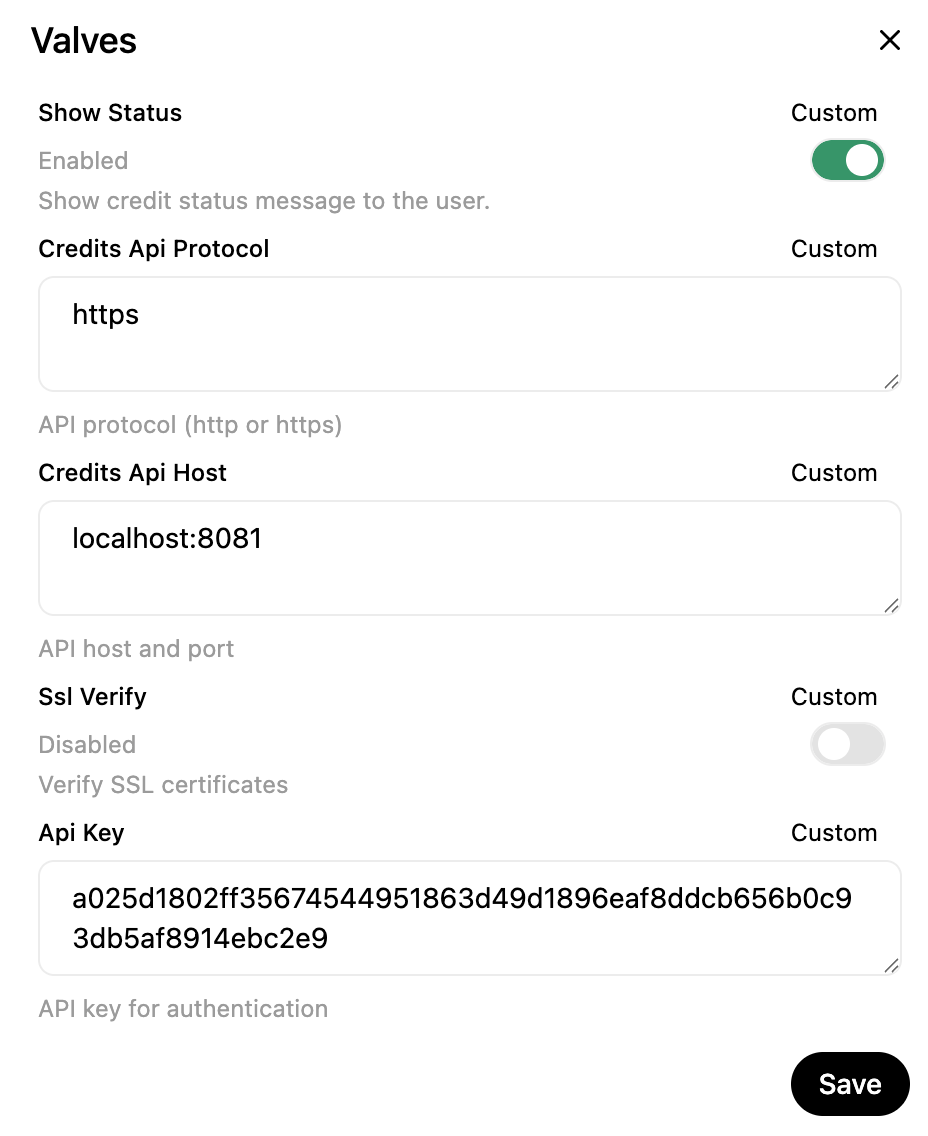 Valves
Show Status Custom
Enabled
Show credit status message to the user.
Credits Api Protocol Custom
https
API protocol (http or https)
Credits Api Host Custom
localhost:8081
API host and port
Ssl Verify Custom
Disabled
Verify SSL certificates
Api Key Custom
a025d1802ff35674544951863d49d1896eaf8ddcb656b0c9
3db5af8914ebc2e9
API key for authentication
Save